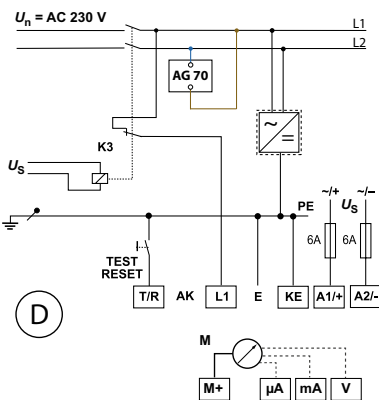 Un = AC 230 V
L1
L2
AG 70
~
=
K3
US
PE
~/+ ~/–
US
6A 6A
TEST
RESET
T/R AK L1 E KE A1/+ A2/-
D
M
M+ µA mA V